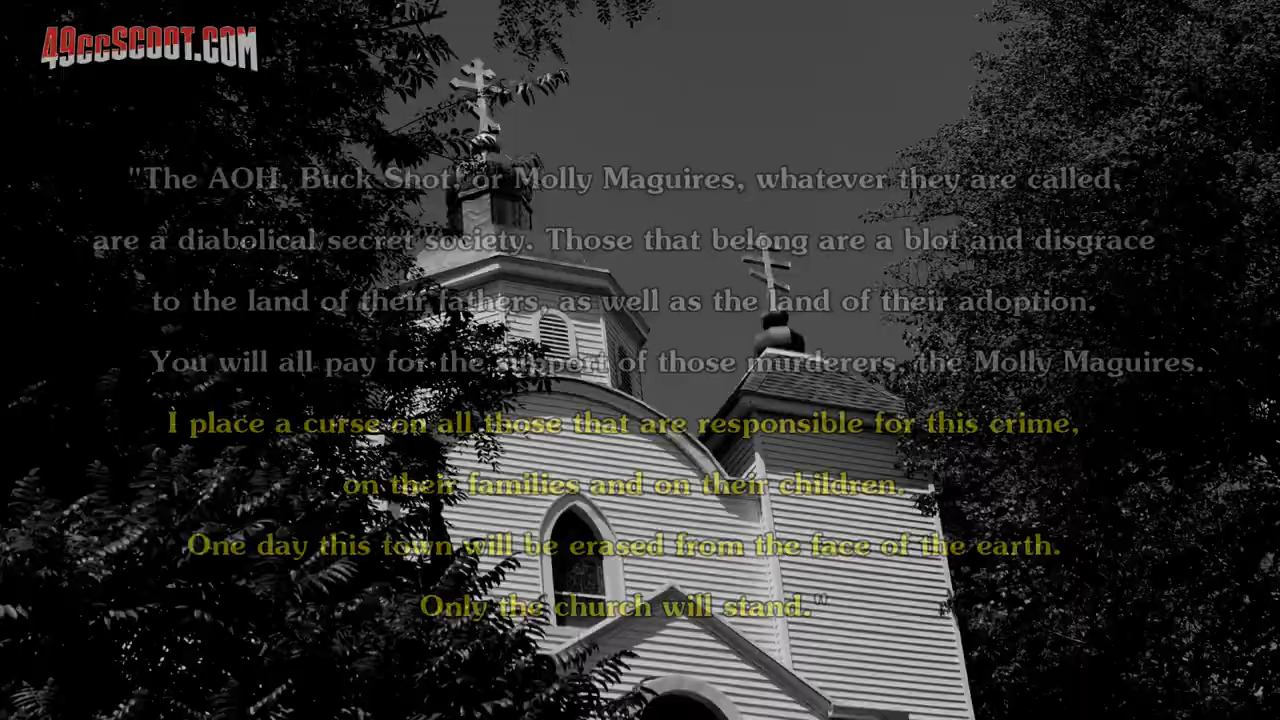 49ccSCOOT.COM
"The AOH, Buck Shot, or Molly Maguires, whatever they are called,
are a diabolical secret society. Those that belong are a blot and disgrace
to the land of their fathers, as well as the land of their adoption.
You will all pay for the support of those murderers, the Molly Maguires.
I place a curse on all those that are responsible for this crime,
on their families and on their children.
One day this town will be erased from the face of the earth.
Only the church will stand."